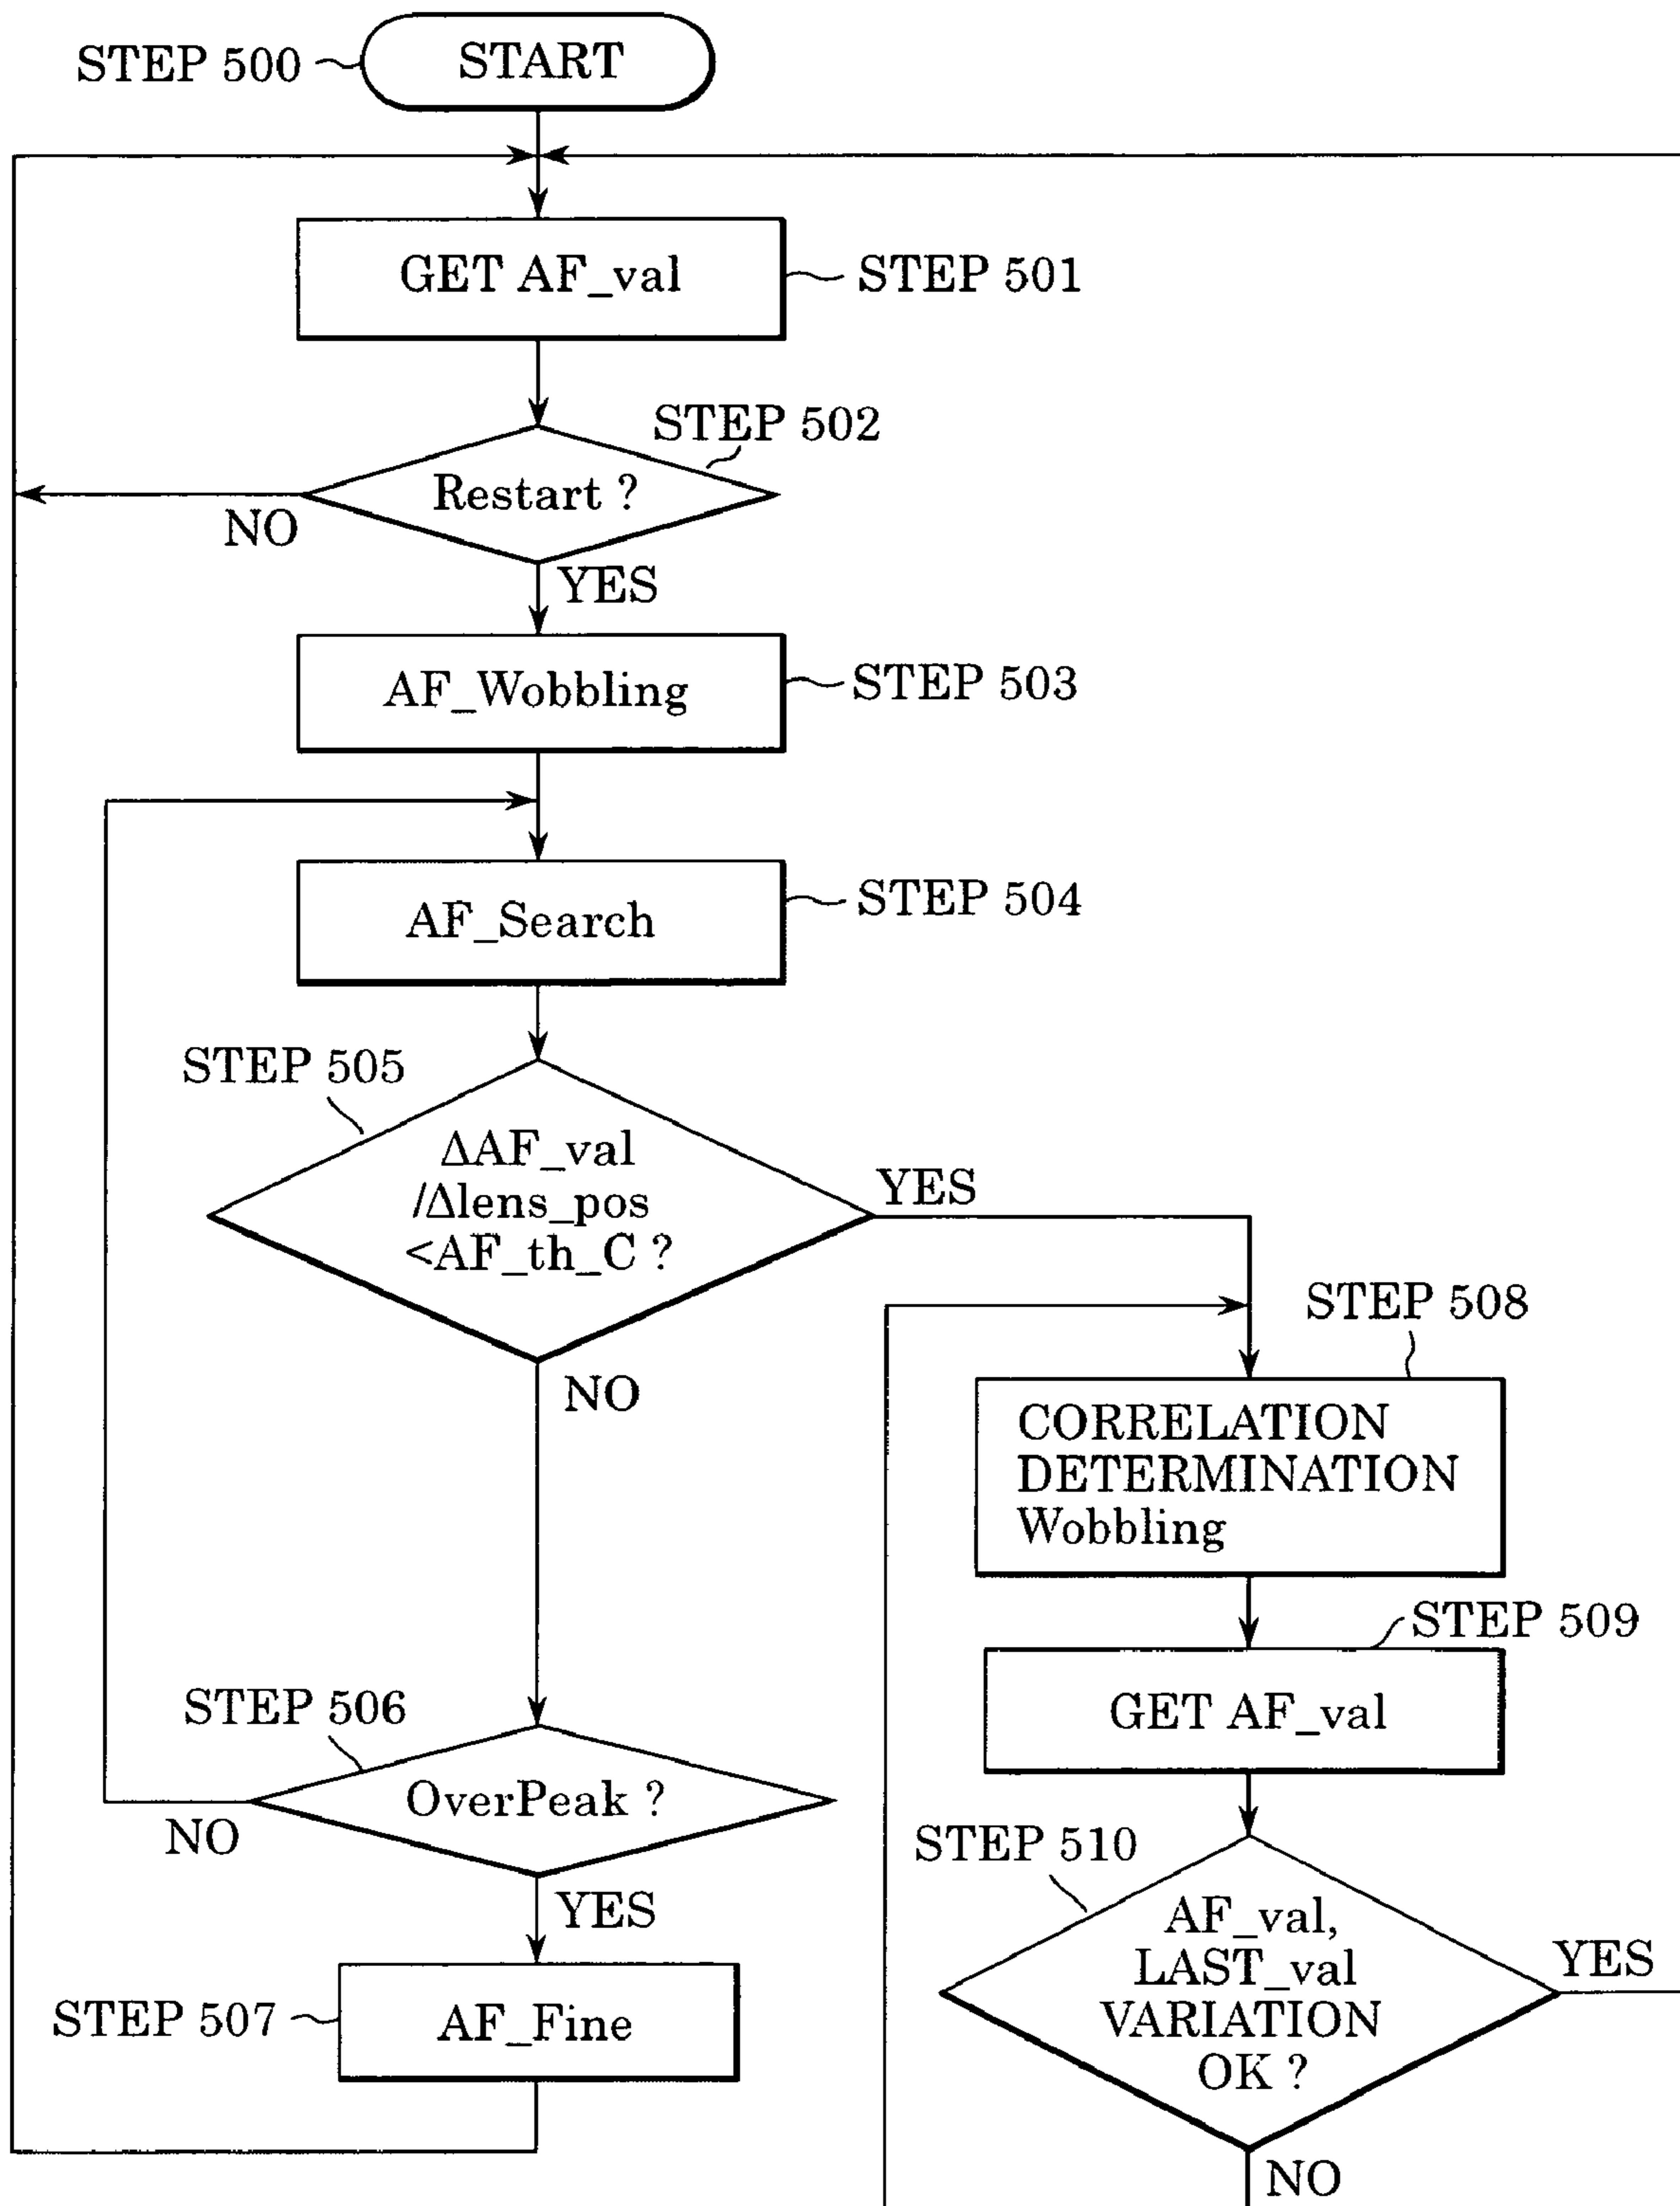 STEP 500
START
GET AF_val
STEP 501
STEP 502
Restart ?
NO
YES
AF_Wobbling
STEP 503
AF_Search
STEP 504
STEP 505
ΔAF_val
/Δlens_pos
<AF_th_C ?
YES
NO
STEP 508
CORRELATION
DETERMINATION
Wobbling
STEP 509
GET AF_val
STEP 506
OverPeak ?
NO
YES
STEP 507
AF_Fine
STEP 510
AF_val,
LAST_val
VARIATION
OK ?
YES
NO